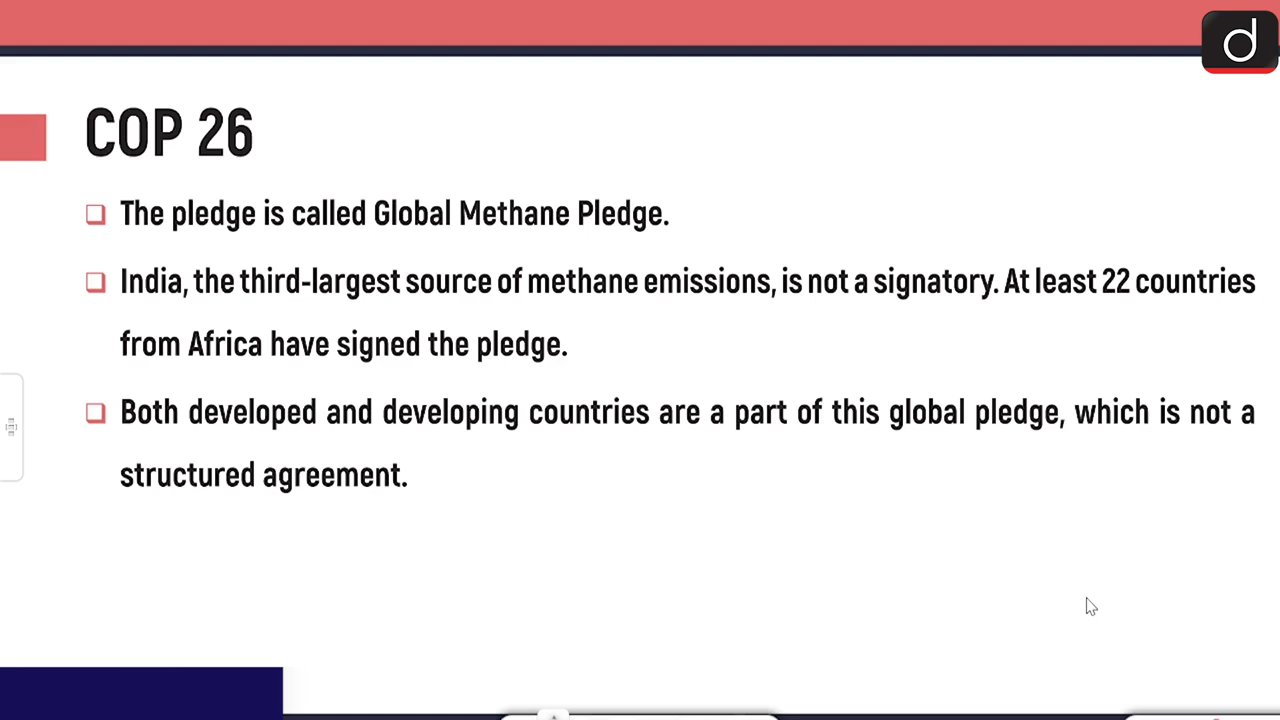 d
COP 26
The pledge is called Global Methane Pledge.
India, the third-largest source of methane emissions, is not a signatory. At least 22 countries
from Africa have signed the pledge.
Both developed and developing countries are a part of this global pledge, which is not a
structured agreement.